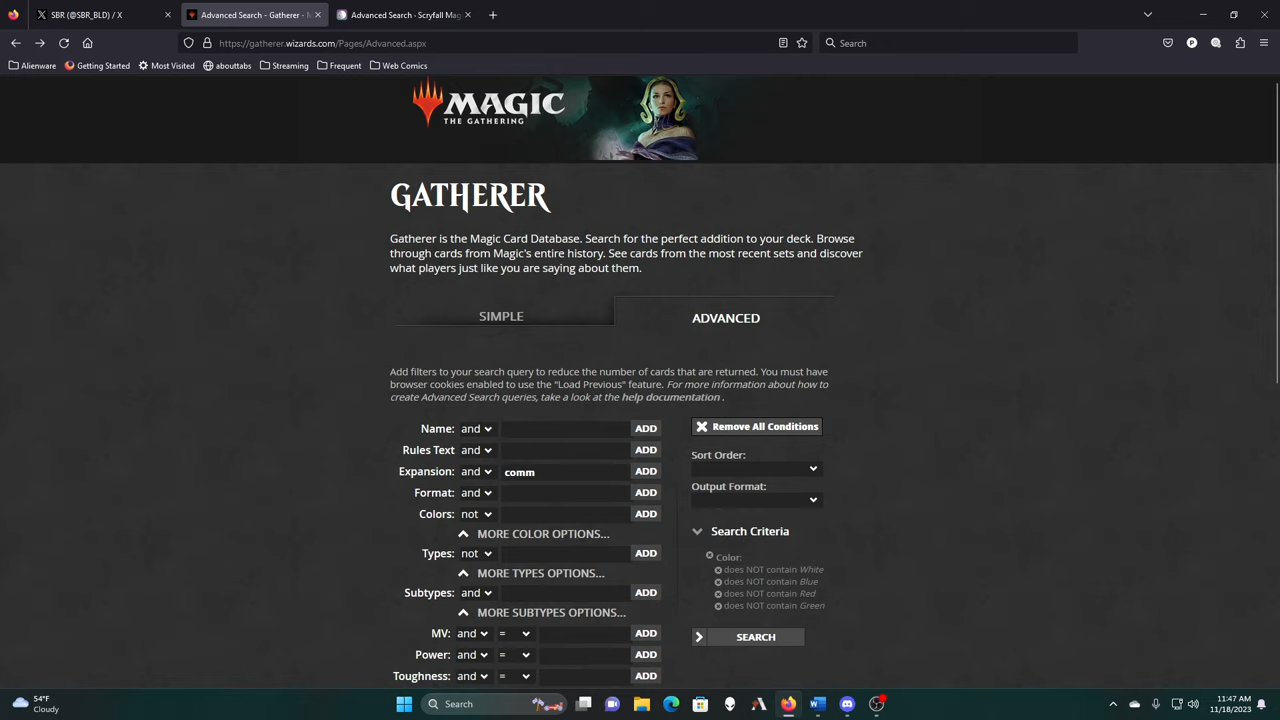 SBR (@SBR_BLD) / X
Advanced Search - Gatherer - M
Advanced Search · Scryfall Mag
https://gatherer.wizards.com/Pages/Advanced.aspx
Search
Alienware
Getting Started
Most Visited
abouttabs
Streaming
Frequent
Web Comics
MAGIC
THE GATHERING
GATHERER
Gatherer is the Magic Card Database. Search for the perfect addition to your deck. Browse
through cards from Magic's entire history. See cards from the most recent sets and discover
what players just like you are saying about them.
SIMPLE
ADVANCED
Add filters to your search query to reduce the number of cards that are returned. You must have
browser cookies enabled to use the "Load Previous" feature. For more information about how to
create Advanced Search queries, take a look at the help documentation .
Name: and ADD
Rules Text and ADD
Expansion: and comm ADD
Format: and ADD
Colors: not ADD
MORE COLOR OPTIONS...
Types: not ADD
MORE TYPES OPTIONS...
Subtypes: and ADD
MORE SUBTYPES OPTIONS...
MV: and = ADD
Power: and = ADD
Toughness: and = ADD
Remove All Conditions
Sort Order:
Output Format:
Search Criteria
Color:
does NOT contain White
does NOT contain Blue
does NOT contain Red
does NOT contain Green
SEARCH
54°F
Cloudy
Search
11:47 AM
11/18/2023